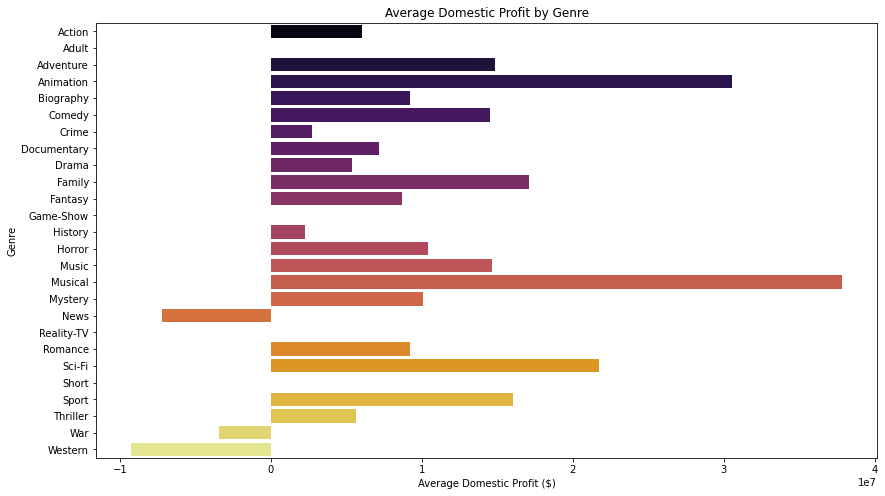 Average Domestic Profit by Genre
Genre
Action
Adult
Adventure
Animation
Biography
Comedy
Crime
Documentary
Drama
Family
Fantasy
Game-Show
History
Horror
Music
Musical
Mystery
News
Reality-TV
Romance
Sci-Fi
Short
Sport
Thriller
War
Western
−1 0 1 2 3 4
1e7
Average Domestic Profit ($)